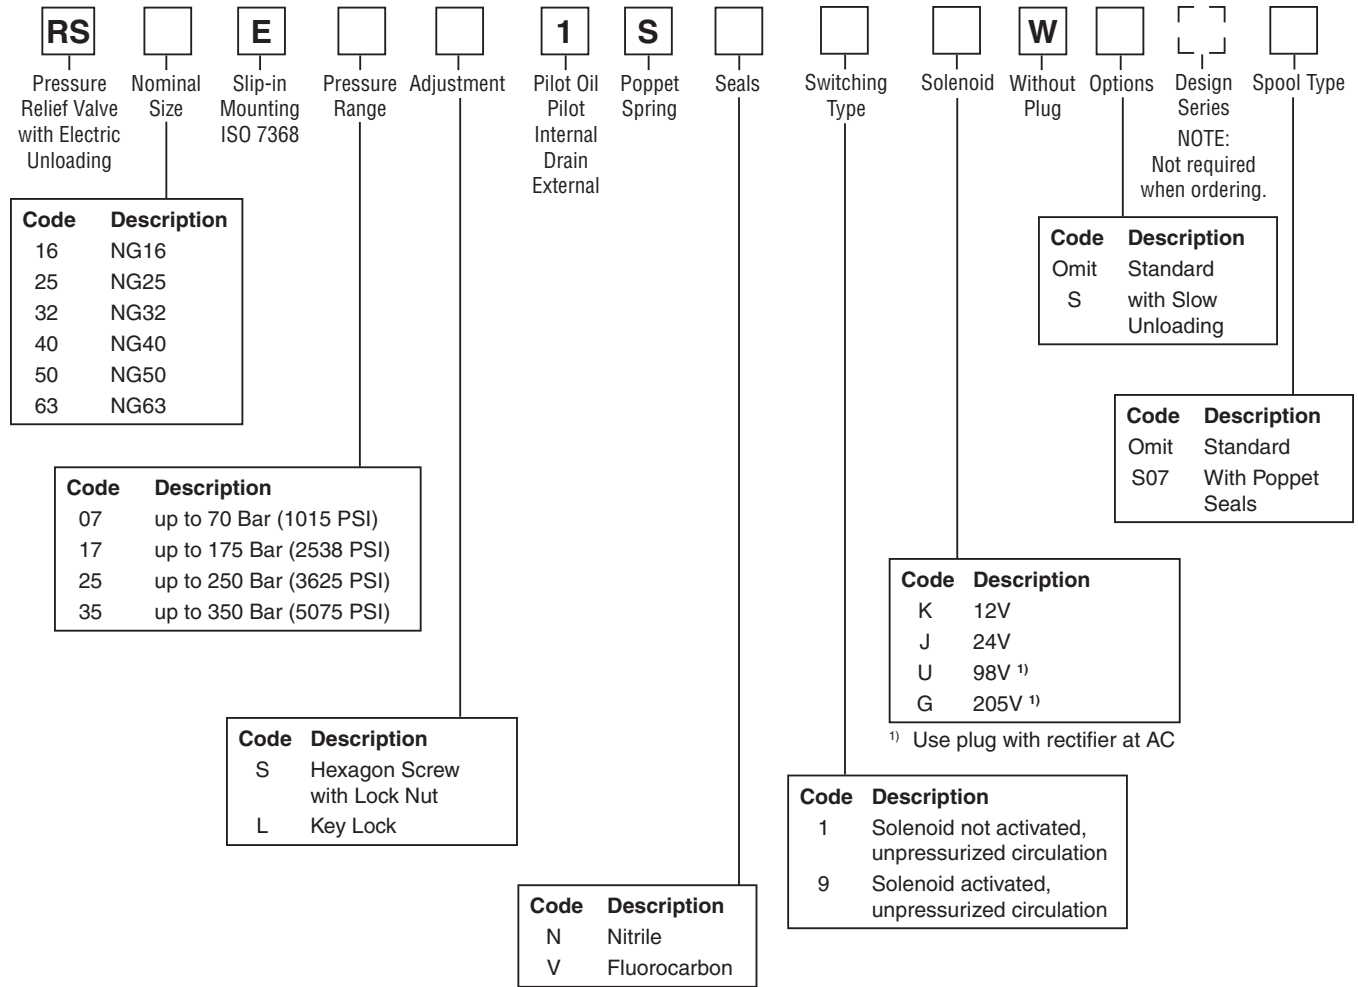 RS E 1 S W
Pressure Relief Valve with Electric Unloading
Nominal Size
Slip-in Mounting ISO 7368
Pressure Range
Adjustment
Pilot Oil Pilot Internal Drain External
Poppet Spring
Seals
Switching Type
Solenoid
Without Plug
Options
Design Series
NOTE: Not required when ordering.
Spool Type
Code Description
16 NG16
25 NG25
32 NG32
40 NG40
50 NG50
63 NG63
Code Description
Omit Standard
S with Slow Unloading
Code Description
Omit Standard
S07 With Poppet Seals
Code Description
07 up to 70 Bar (1015 PSI)
17 up to 175 Bar (2538 PSI)
25 up to 250 Bar (3625 PSI)
35 up to 350 Bar (5075 PSI)
Code Description
K 12V
J 24V
U 98V 1)
G 205V 1)
1) Use plug with rectifier at AC
Code Description
S Hexagon Screw with Lock Nut
L Key Lock
Code Description
1 Solenoid not activated, unpressurized circulation
9 Solenoid activated, unpressurized circulation
Code Description
N Nitrile
V Fluorocarbon